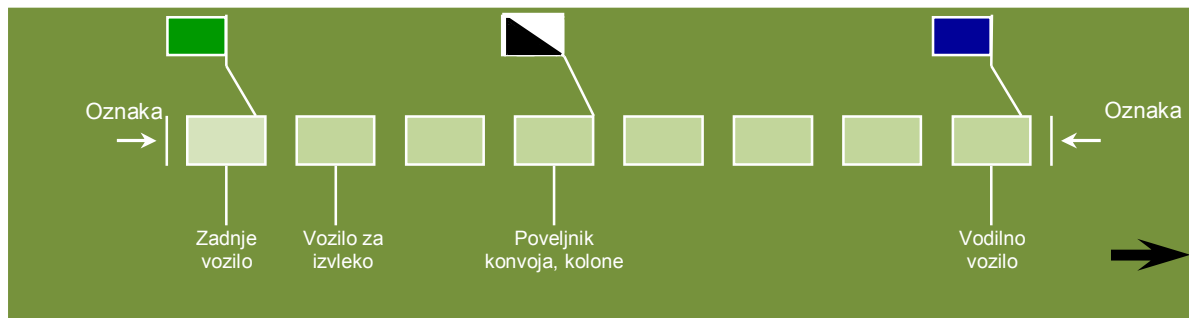 Oznaka
Oznaka
Zadnje
vozilo
Vozilo za
izvleko
Poveljnik
konvoja, kolone
Vodilno
vozilo